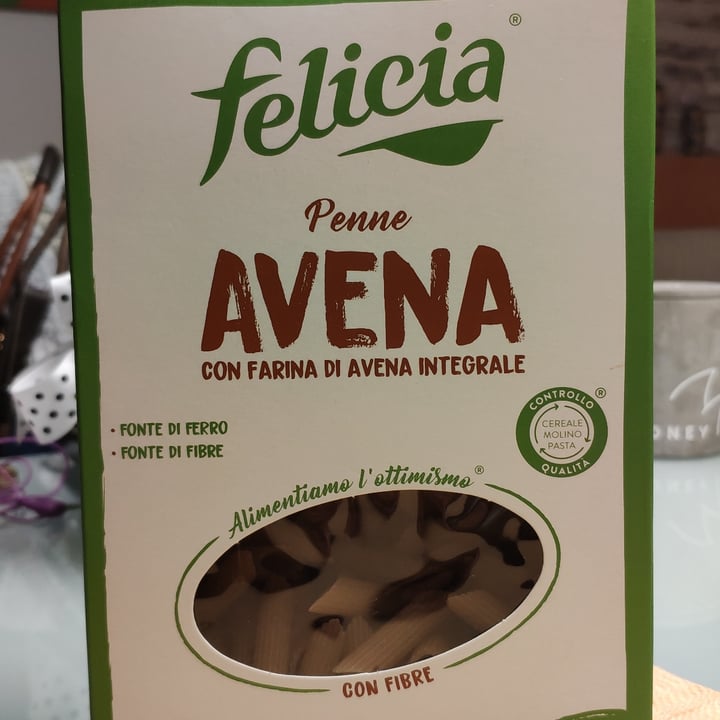 felicia®
Penne
AVENA
CON FARINA DI AVENA INTEGRALE
• FONTE DI FERRO
• FONTE DI FIBRE
CONTROLLO®
CEREALE
MOLINO
PASTA
QUALITÀ
Alimentiamo l'ottimismo®
CON FIBRE